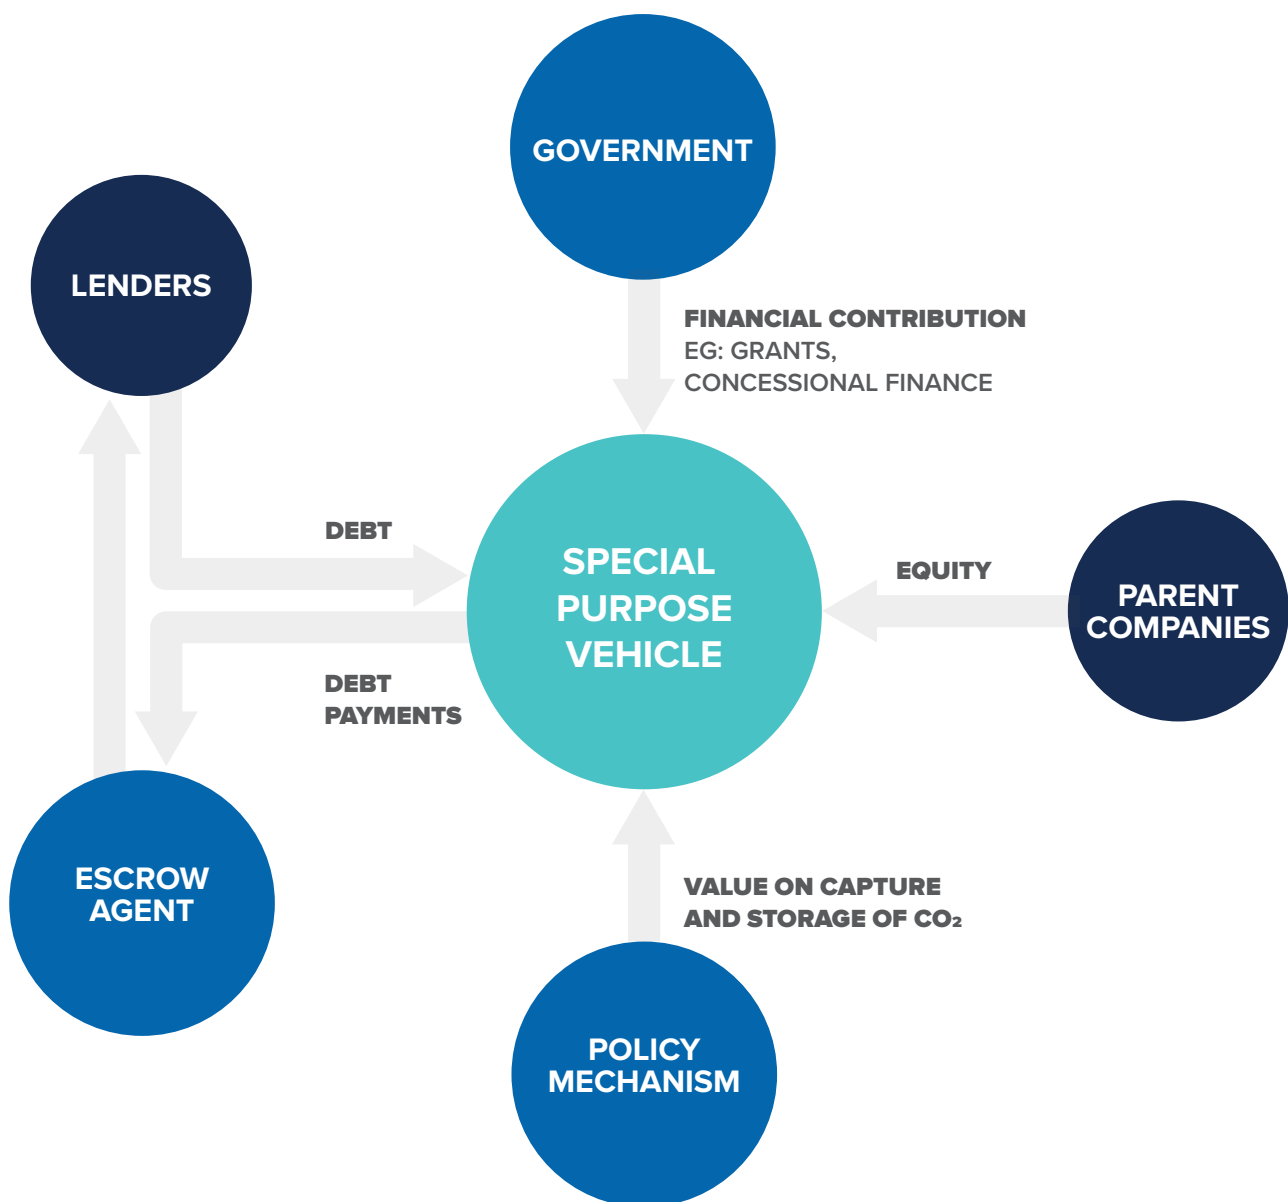 GOVERNMENT
LENDERS
FINANCIAL CONTRIBUTION
EG: GRANTS,
CONCESSIONAL FINANCE
DEBT
SPECIAL
PURPOSE
VEHICLE
EQUITY
PARENT
COMPANIES
DEBT
PAYMENTS
ESCROW
AGENT
VALUE ON CAPTURE
AND STORAGE OF CO₂
POLICY
MECHANISM